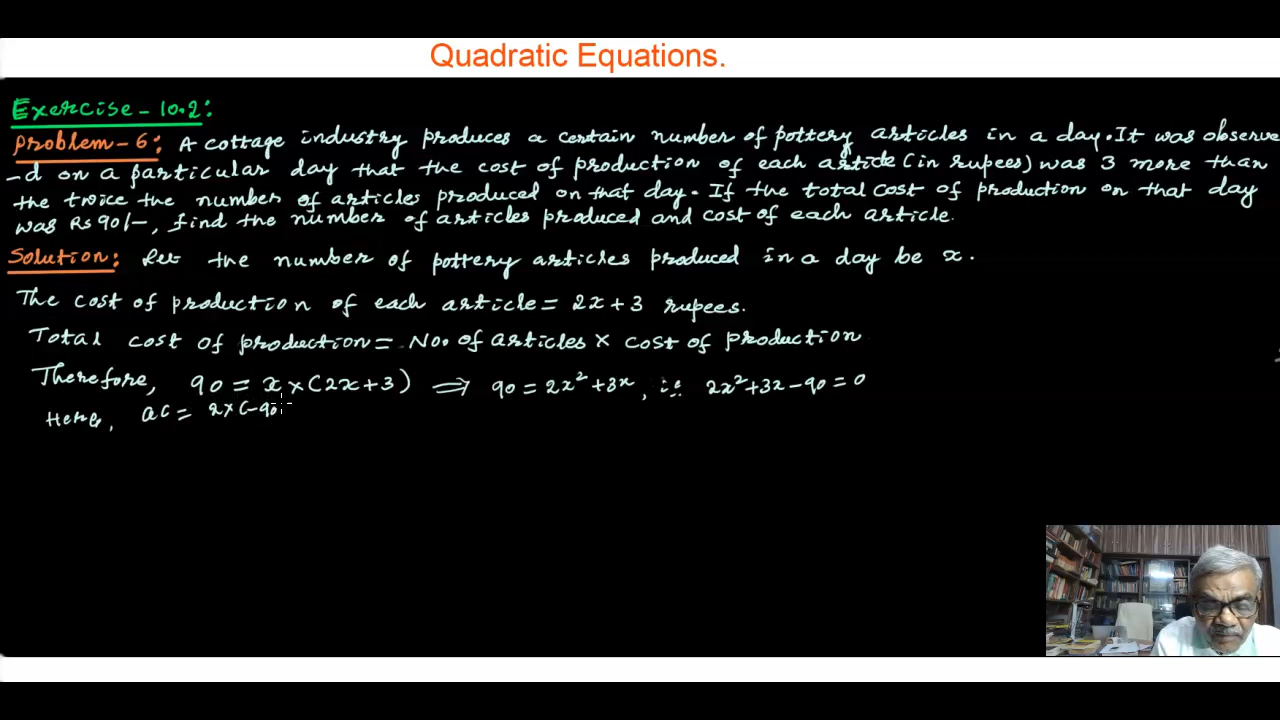 Quadratic Equations.
Exercise-10.2:
Problem-6: A cottage industry produces a certain number of pottery articles in a day. It was observe
-d on a particular day that the cost of production of each article (in rupees) was 3 more than
the twice the number of articles produced on that day. If the total cost of production on that day
was Rs 90/-, find the number of articles produced and cost of each article.
Solution: Let the number of pottery articles produced in a day be x.
The cost of production of each article = 2x+3 rupees.
Total cost of production = No. of articles × cost of production
Therefore, 90 = x × (2x+3) ⟹ 90 = 2x²+3x, i.e. 2x²+3x-90=0
Here, ac = 2×(-90